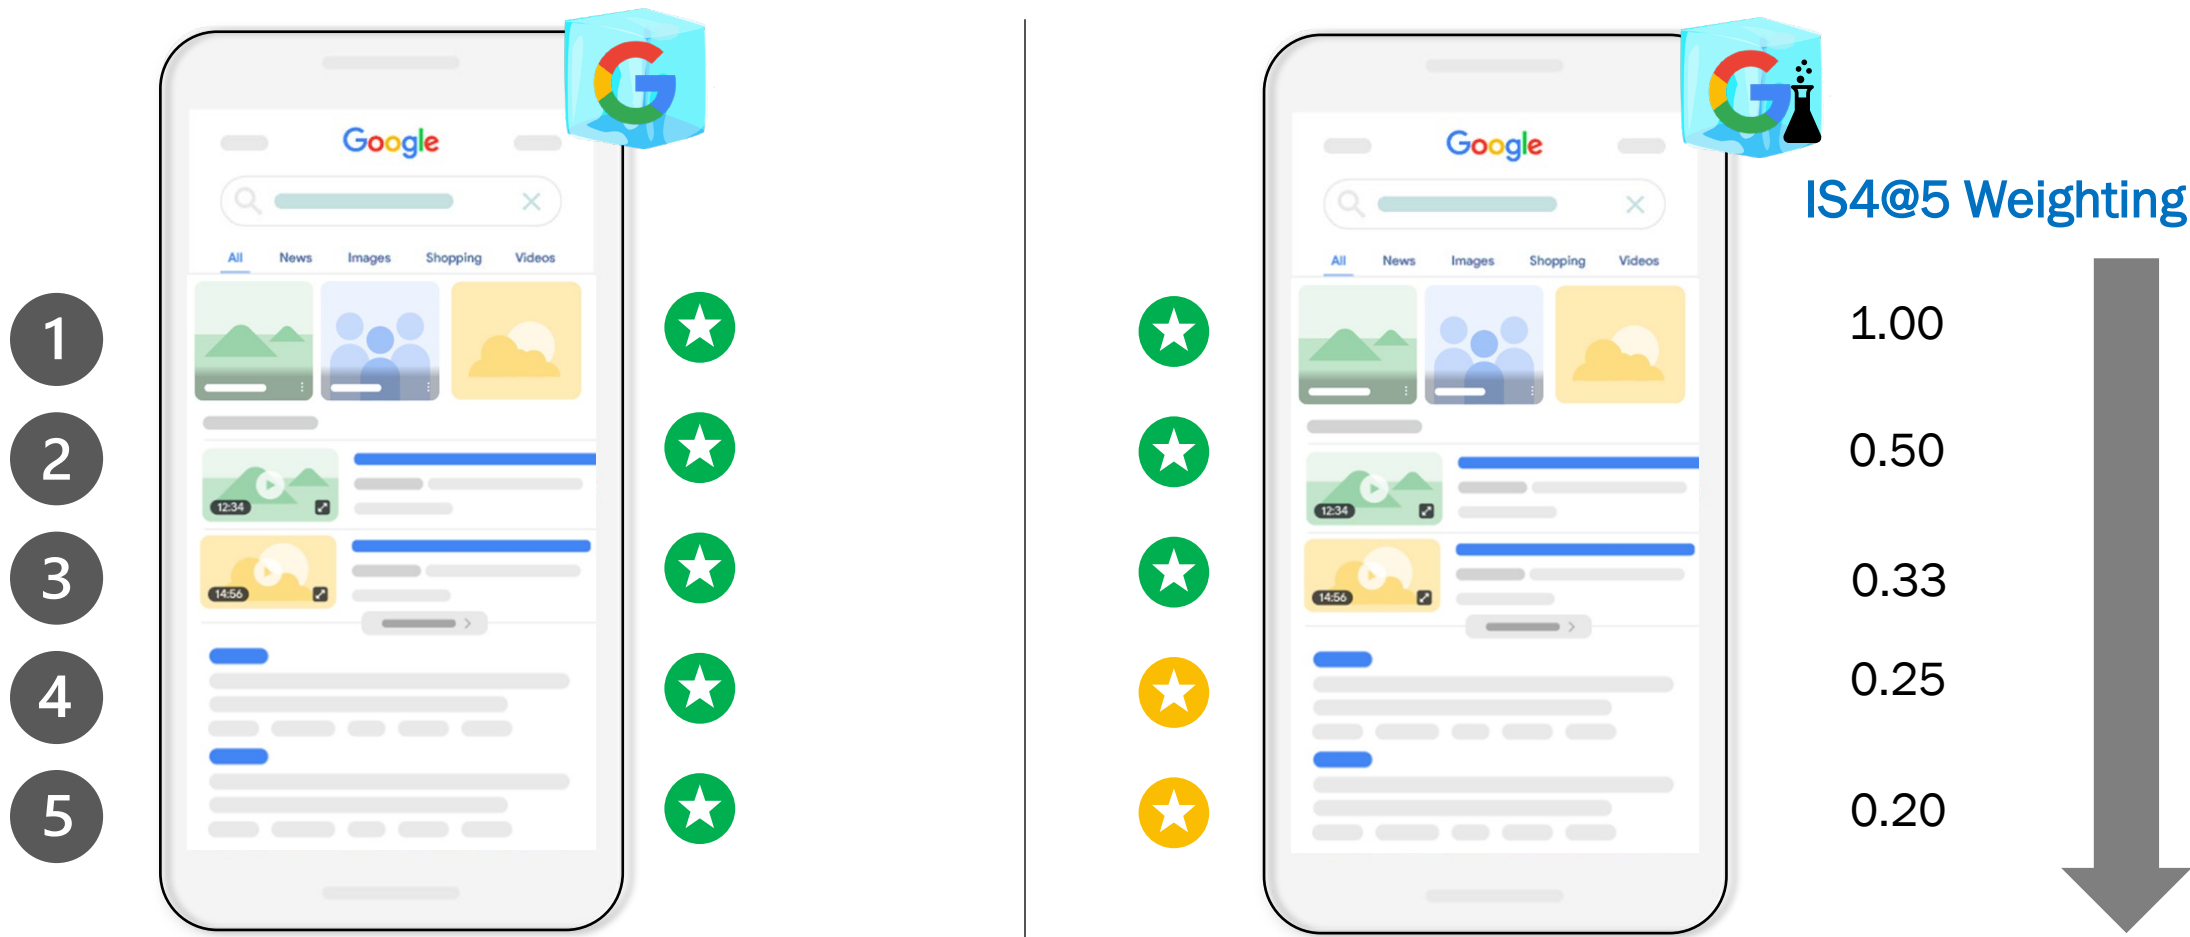 Google
All News Images Shopping Videos
12:34
14:56
1
2
3
4
5
G
Google
All News Images Shopping Videos
12:34
14:56
G
IS4@5 Weighting
1.00
0.50
0.33
0.25
0.20